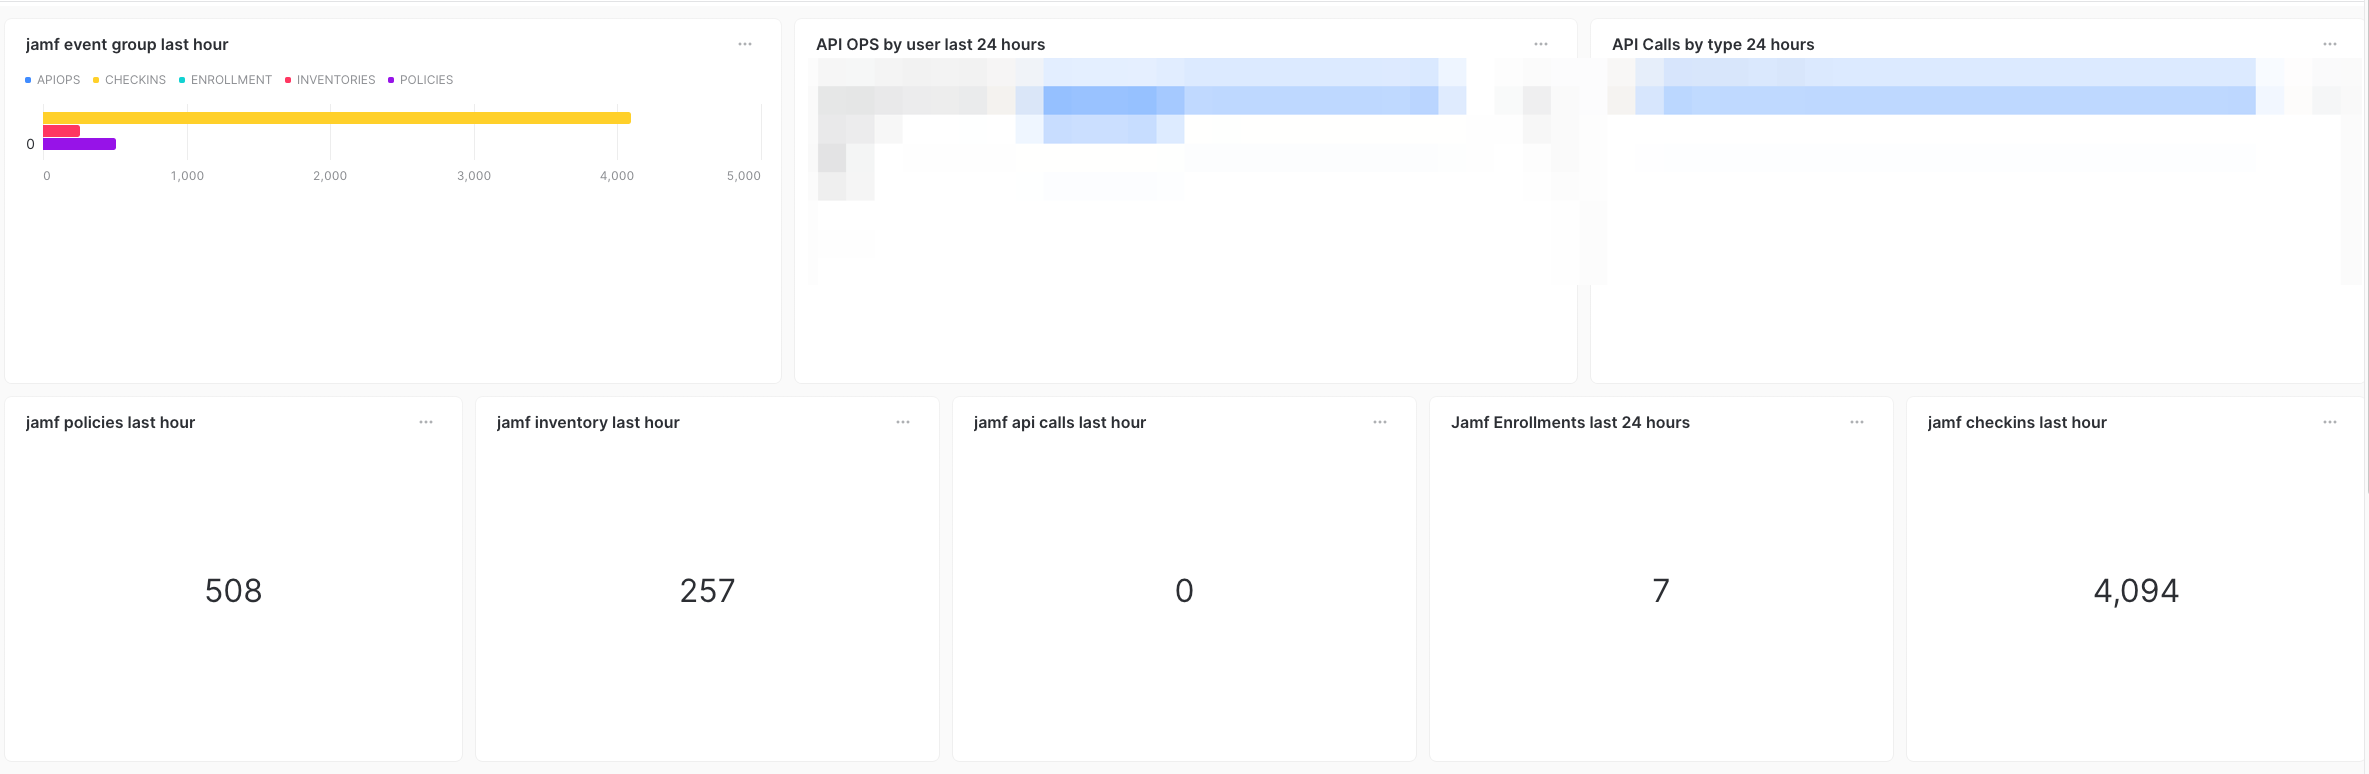 jamf event group last hour
APIOPS CHECKINS ENROLLMENT INVENTORIES POLICIES
0
0 1,000 2,000 3,000 4,000 5,000
API OPS by user last 24 hours
API Calls by type 24 hours
jamf policies last hour
508
jamf inventory last hour
257
jamf api calls last hour
0
Jamf Enrollments last 24 hours
7
jamf checkins last hour
4,094